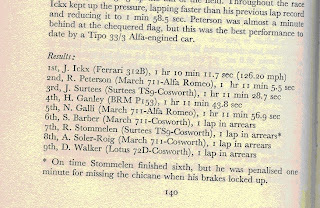 Ickx kept up the pressure, lapping faster than his previous lap record
and reducing it to 1 min 58.5 sec. Peterson was almost a minute
behind at the chequered flag, but this was the best performance to
date by a Tipo 33/3 Alfa-engined car.
Results:
1st, J. Ickx (Ferrari 312B), 1 hr 10 min 11.7 sec (126.20 mph)
2nd, R. Peterson (March 711-Alfa Romeo), 1 hr 11 min 5.5 sec
3rd, J. Surtees (Surtees TS9-Cosworth), 1 hr 11 min 28.7 sec
4th, H. Ganley (BRM P153), 1 hr 11 min 43.8 sec
5th, N. Galli (March 711-Alfa Romeo), 1 hr 11 min 56.9 sec
6th, S. Barber (March 711-Cosworth), 1 lap in arrears
7th, R. Stommelen (Surtees TS9-Cosworth), 1 lap in arrears*
8th, A. Soler-Roig (March 711-Cosworth), 1 lap in arrears
9th, D. Walker (Lotus 72D-Cosworth), 1 lap in arrears
* On time Stommelen finished sixth, but he was penalised one
minute for missing the chicane when his brakes locked up.
140